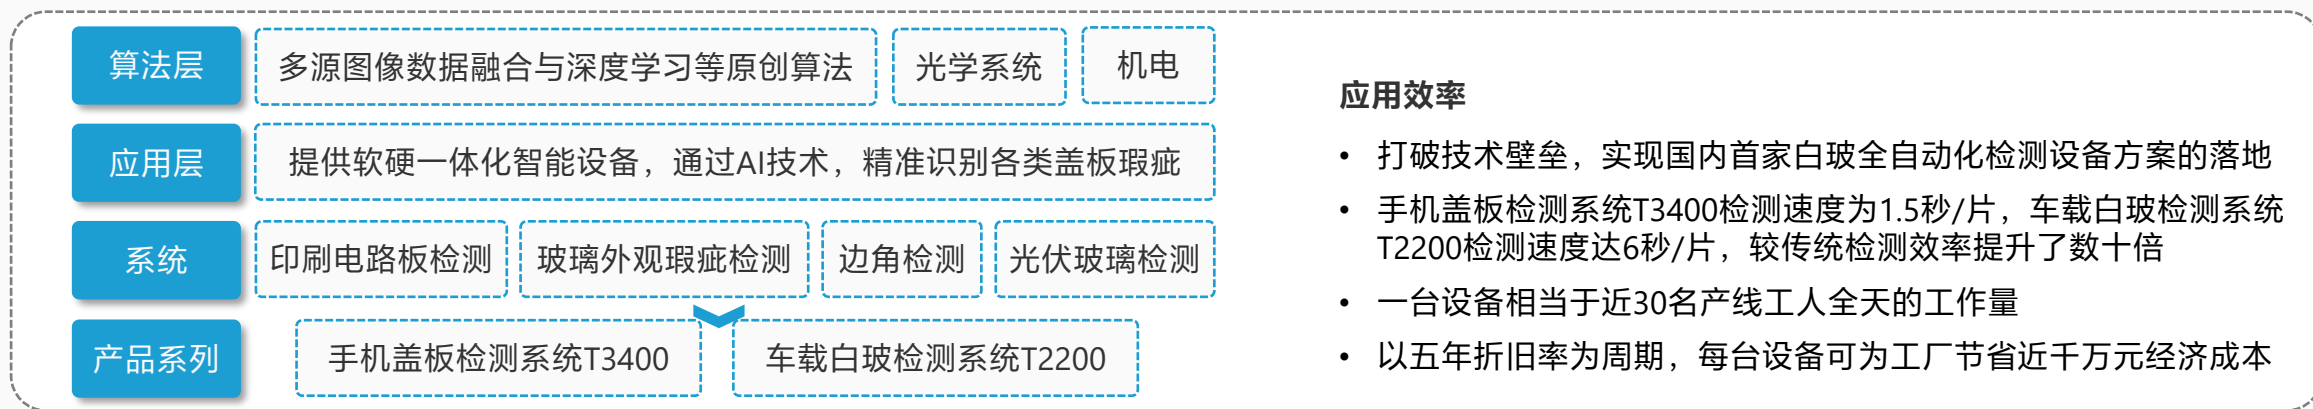 算法层
多源图像数据融合与深度学习等原创算法
光学系统
机电
应用层
提供软硬一体化智能设备，通过AI技术，精准识别各类盖板瑕疵
系统
印刷电路板检测
玻璃外观瑕疵检测
边角检测
光伏玻璃检测
产品系列
手机盖板检测系统T3400
车载白玻检测系统T2200
应用效率
• 打破技术壁垒，实现国内首家白玻全自动化检测设备方案的落地
• 手机盖板检测系统T3400检测速度为1.5秒/片，车载白玻检测系统
T2200检测速度达6秒/片，较传统检测效率提升了数十倍
• 一台设备相当于近30名产线工人全天的工作量
• 以五年折旧率为周期，每台设备可为工厂节省近千万元经济成本